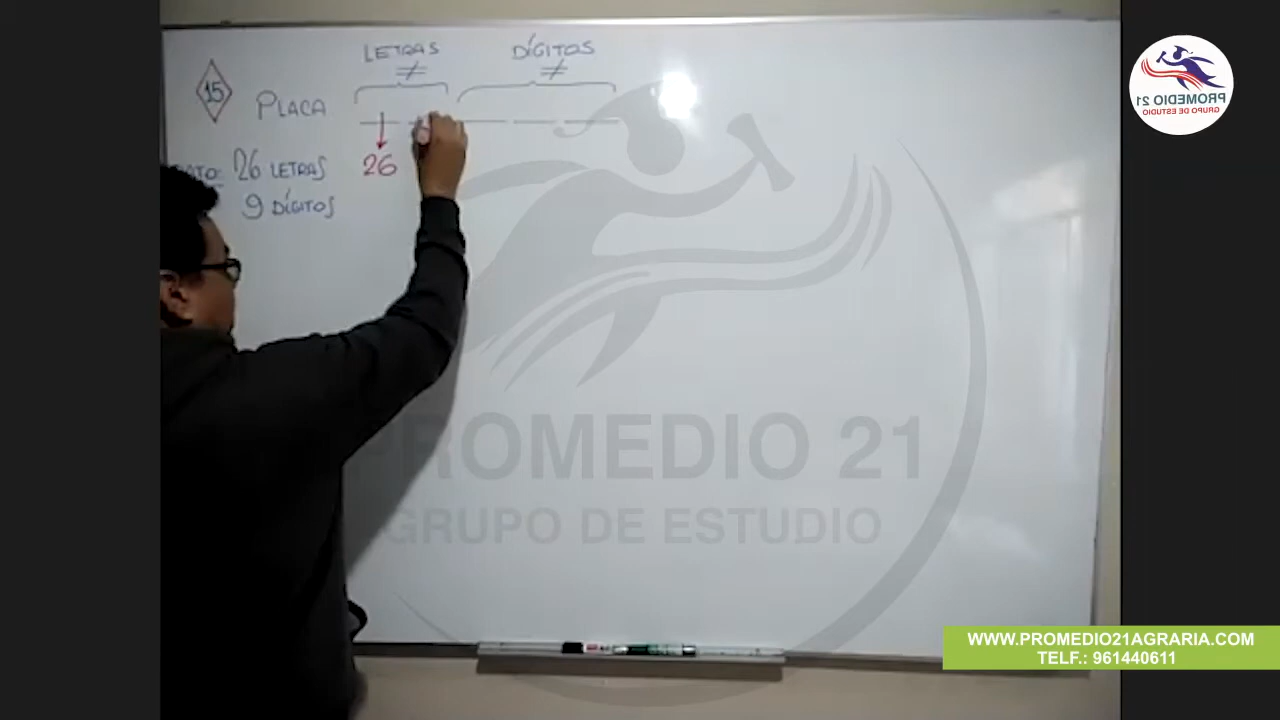 LETRAS DÍGITOS
≠ ≠
15 PLACA
DATO: 26 LETRAS 26
9 DÍGITOS
PROMEDIO 21
GRUPO DE ESTUDIO
PROMEDIO 21
GRUPO DE ESTUDIO
WWW.PROMEDIO21AGRARIA.COM
TELF.: 961440611